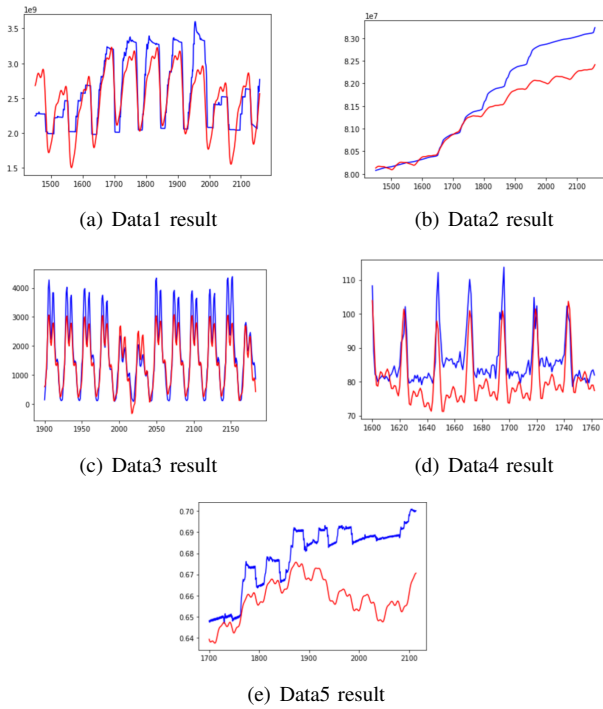 1e9
3.5
3.0
2.5
2.0
1.5
1500 1600 1700 1800 1900 2000 2100
(a) Data1 result
1e7
8.30
8.25
8.20
8.15
8.10
8.05
8.00
1500 1600 1700 1800 1900 2000 2100
(b) Data2 result
4000
3000
2000
1000
0
1900 1950 2000 2050 2100 2150
(c) Data3 result
110
100
90
80
70
1600 1620 1640 1660 1680 1700 1720 1740 1760
(d) Data4 result
0.70
0.69
0.68
0.67
0.66
0.65
0.64
1700 1800 1900 2000 2100
(e) Data5 result